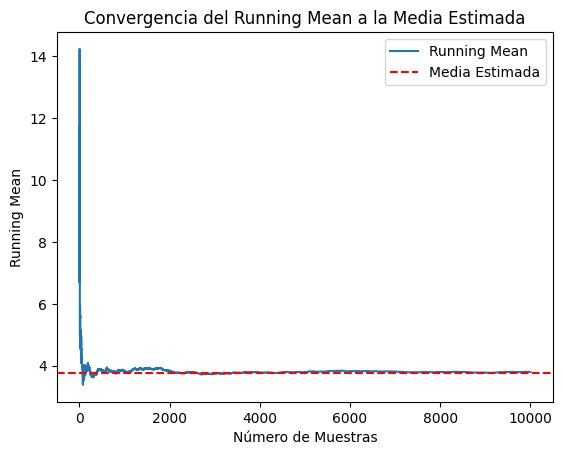 Convergencia del Running Mean a la Media Estimada
Running Mean
Media Estimada
14
12
10
8
6
4
Running Mean
0
2000
4000
6000
8000
10000
Número de Muestras